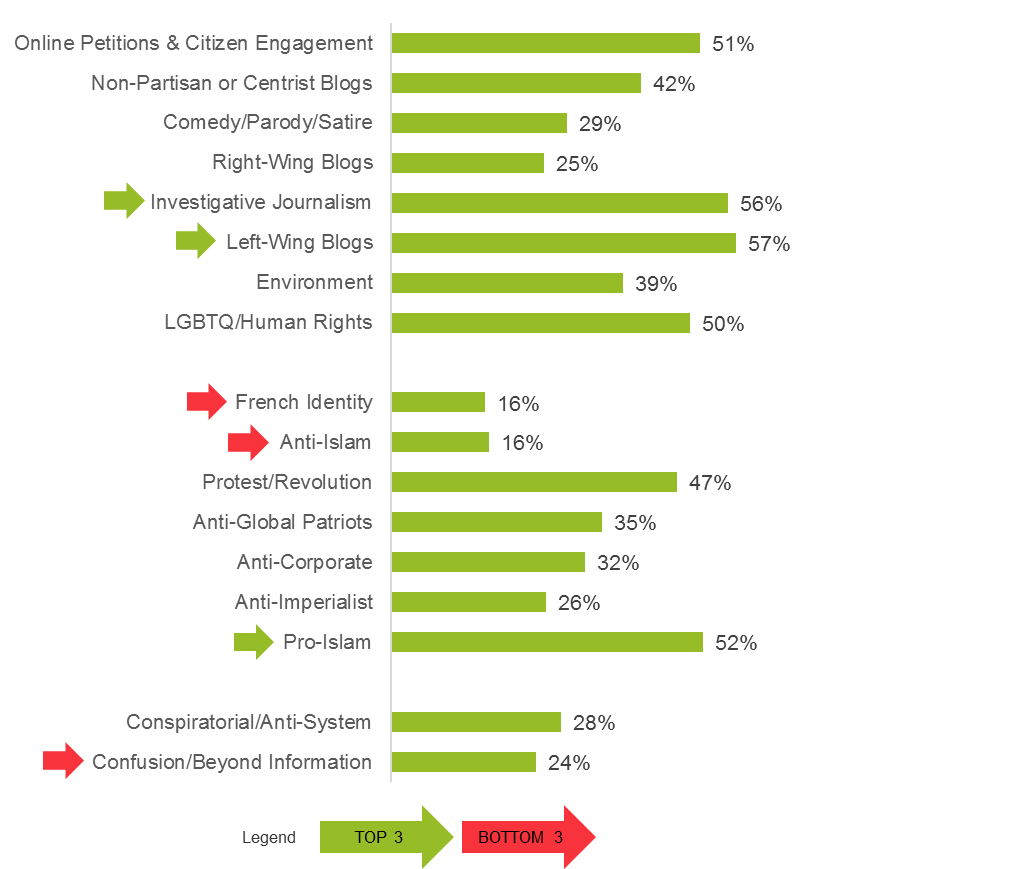 Online Petitions & Citizen Engagement 51%
Non-Partisan or Centrist Blogs 42%
Comedy/Parody/Satire 29%
Right-Wing Blogs 25%
Investigative Journalism 56%
Left-Wing Blogs 57%
Environment 39%
LGBTQ/Human Rights 50%
French Identity 16%
Anti-Islam 16%
Protest/Revolution 47%
Anti-Global Patriots 35%
Anti-Corporate 32%
Anti-Imperialist 26%
Pro-Islam 52%
Conspiratorial/Anti-System 28%
Confusion/Beyond Information 24%
Legend TOP 3 BOTTOM 3